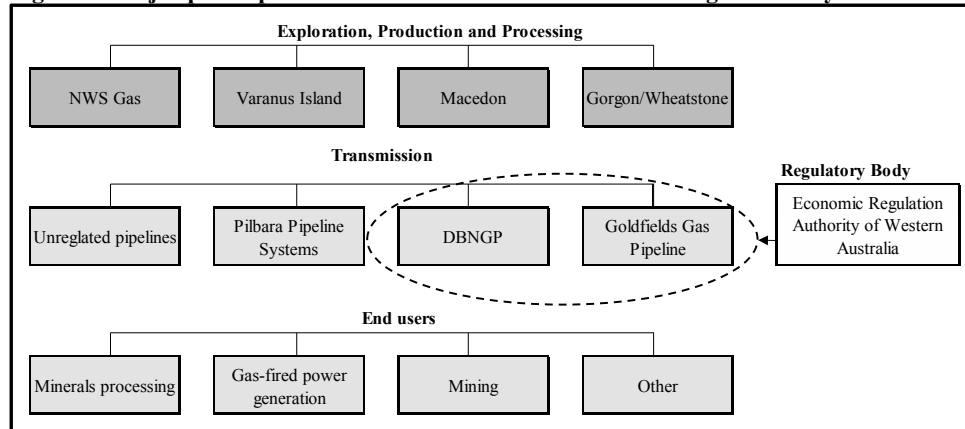 Exploration, Production and Processing
NWS Gas
Varanus Island
Macedon
Gorgon/Wheatstone
Transmission
Regulatory Body
Unreglated pipelines
Pilbara Pipeline
Systems
DBNGP
Goldfields Gas
Pipeline
Economic Regulation
Authority of Western
Australia
End users
Minerals processing
Gas-fired power
generation
Mining
Other